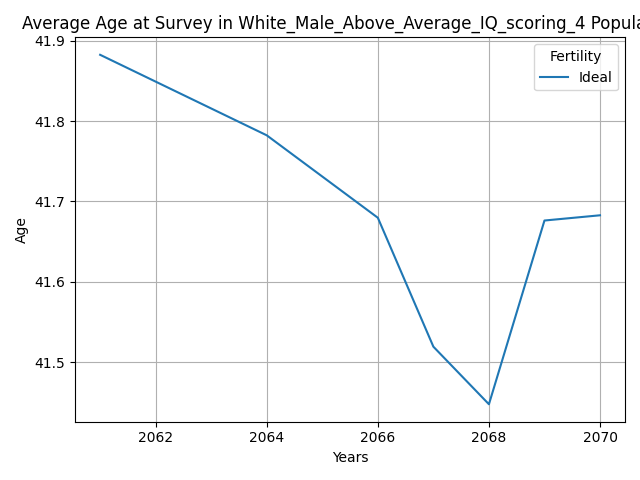 Average Age at Survey in White_Male_Above_Average_IQ_scoring_4 Popula
41.9
41.8
41.7
41.6
41.5
Age
Fertility
Ideal
2062 2064 2066 2068 2070
Years